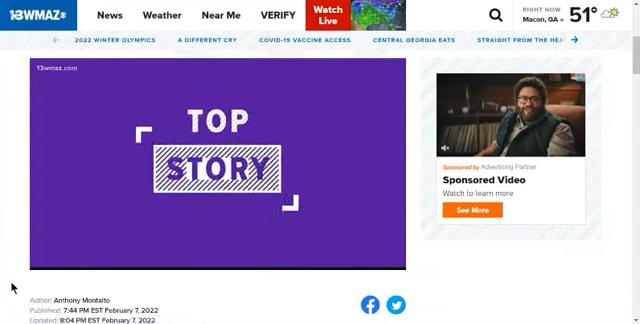 13WMAZ
News
Weather
Near Me
VERIFY
Watch Live
RIGHT NOW
Macon, GA »
51°
2022 WINTER OLYMPICS
A DIFFERENT CRY
COVID-19 VACCINE ACCESS
CENTRAL GEORGIA EATS
STRAIGHT FROM THE HEA
13wmaz.com
TOP
STORY
Sponsored by Advertising Partner
Sponsored Video
Watch to learn more
See More
Author: Anthony Montalto
Published: 7:44 PM EST February 7, 2022
Updated: 8:04 PM EST February 7, 2022